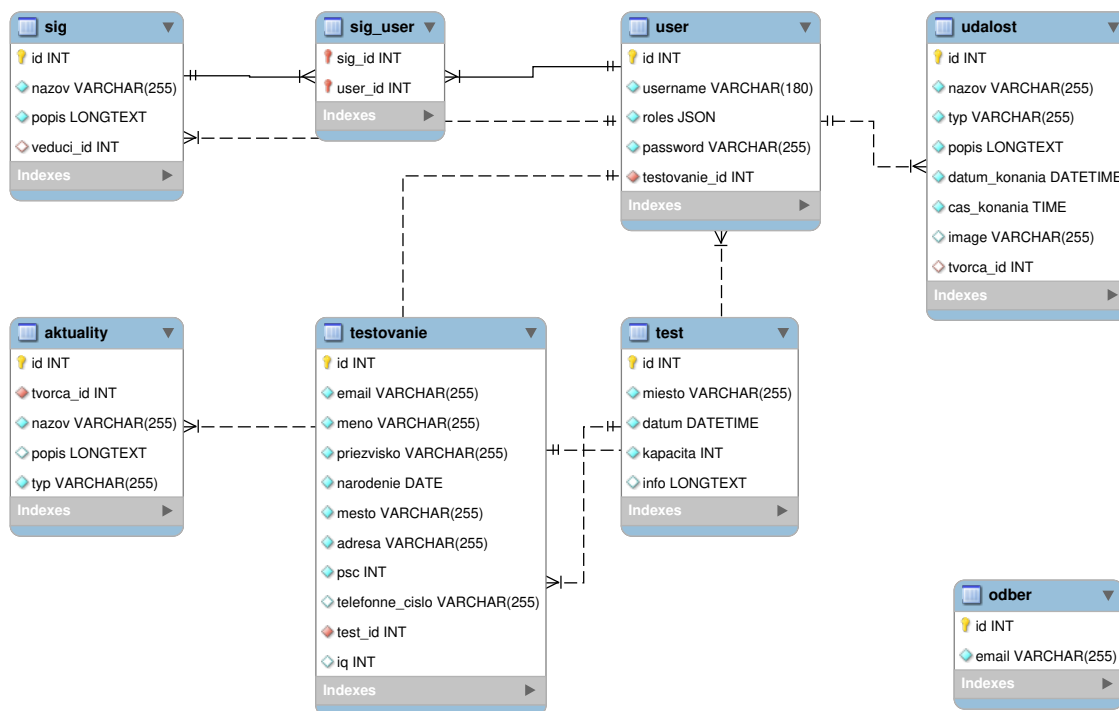 sig
id INT
nazov VARCHAR(255)
popis LONGTEXT
veduci_id INT
Indexes
sig_user
sig_id INT
user_id INT
Indexes
user
id INT
username VARCHAR(180)
roles JSON
password VARCHAR(255)
testovanie_id INT
Indexes
udalost
id INT
nazov VARCHAR(255)
typ VARCHAR(255)
popis LONGTEXT
datum_konania DATETIME
cas_konania TIME
image VARCHAR(255)
tvorca_id INT
Indexes
aktuality
id INT
tvorca_id INT
nazov VARCHAR(255)
popis LONGTEXT
typ VARCHAR(255)
Indexes
testovanie
id INT
email VARCHAR(255)
meno VARCHAR(255)
priezvisko VARCHAR(255)
narodenie DATE
mesto VARCHAR(255)
adresa VARCHAR(255)
psc INT
telefonne_cislo VARCHAR(255)
test_id INT
iq INT
Indexes
test
id INT
miesto VARCHAR(255)
datum DATETIME
kapacita INT
info LONGTEXT
Indexes
odber
id INT
email VARCHAR(255)
Indexes